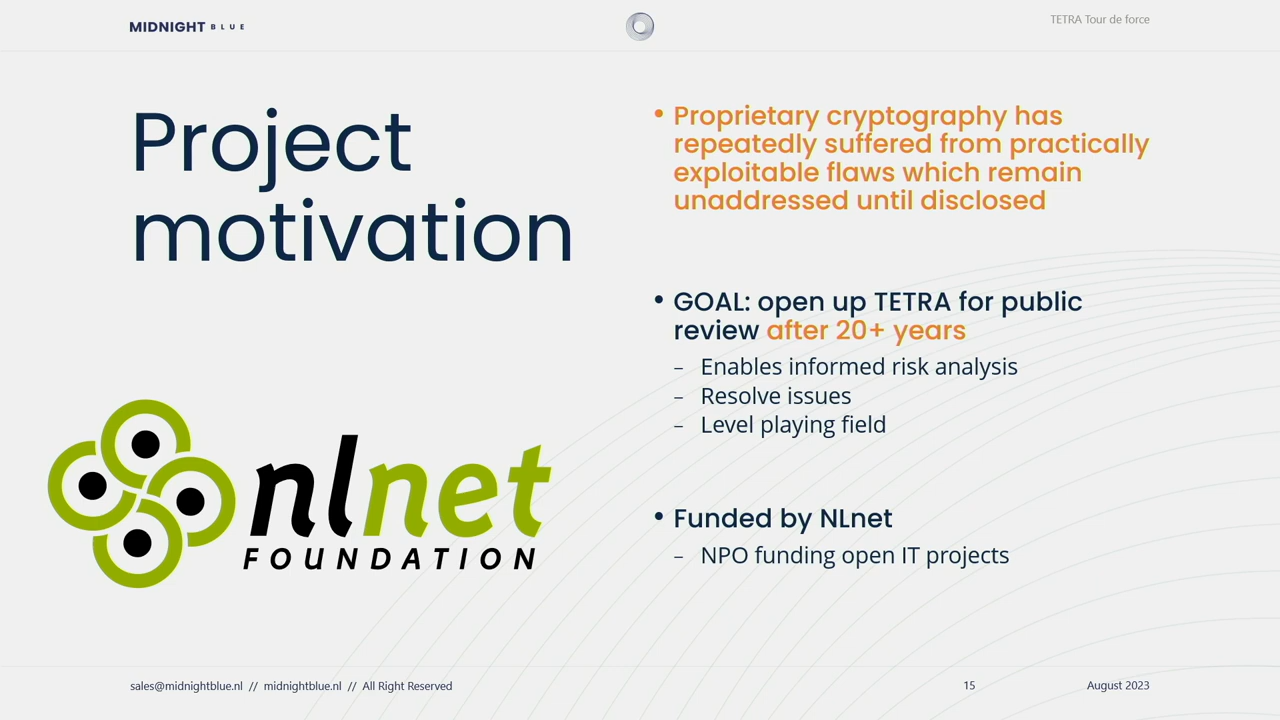 MIDNIGHT BLUE
TETRA Tour de force
Project
motivation
• Proprietary cryptography has
repeatedly suffered from practically
exploitable flaws which remain
unaddressed until disclosed
• GOAL: open up TETRA for public
review after 20+ years
– Enables informed risk analysis
– Resolve issues
– Level playing field
nlnet
FOUNDATION
• Funded by NLnet
– NPO funding open IT projects
sales@midnightblue.nl // midnightblue.nl // All Right Reserved
15
August 2023